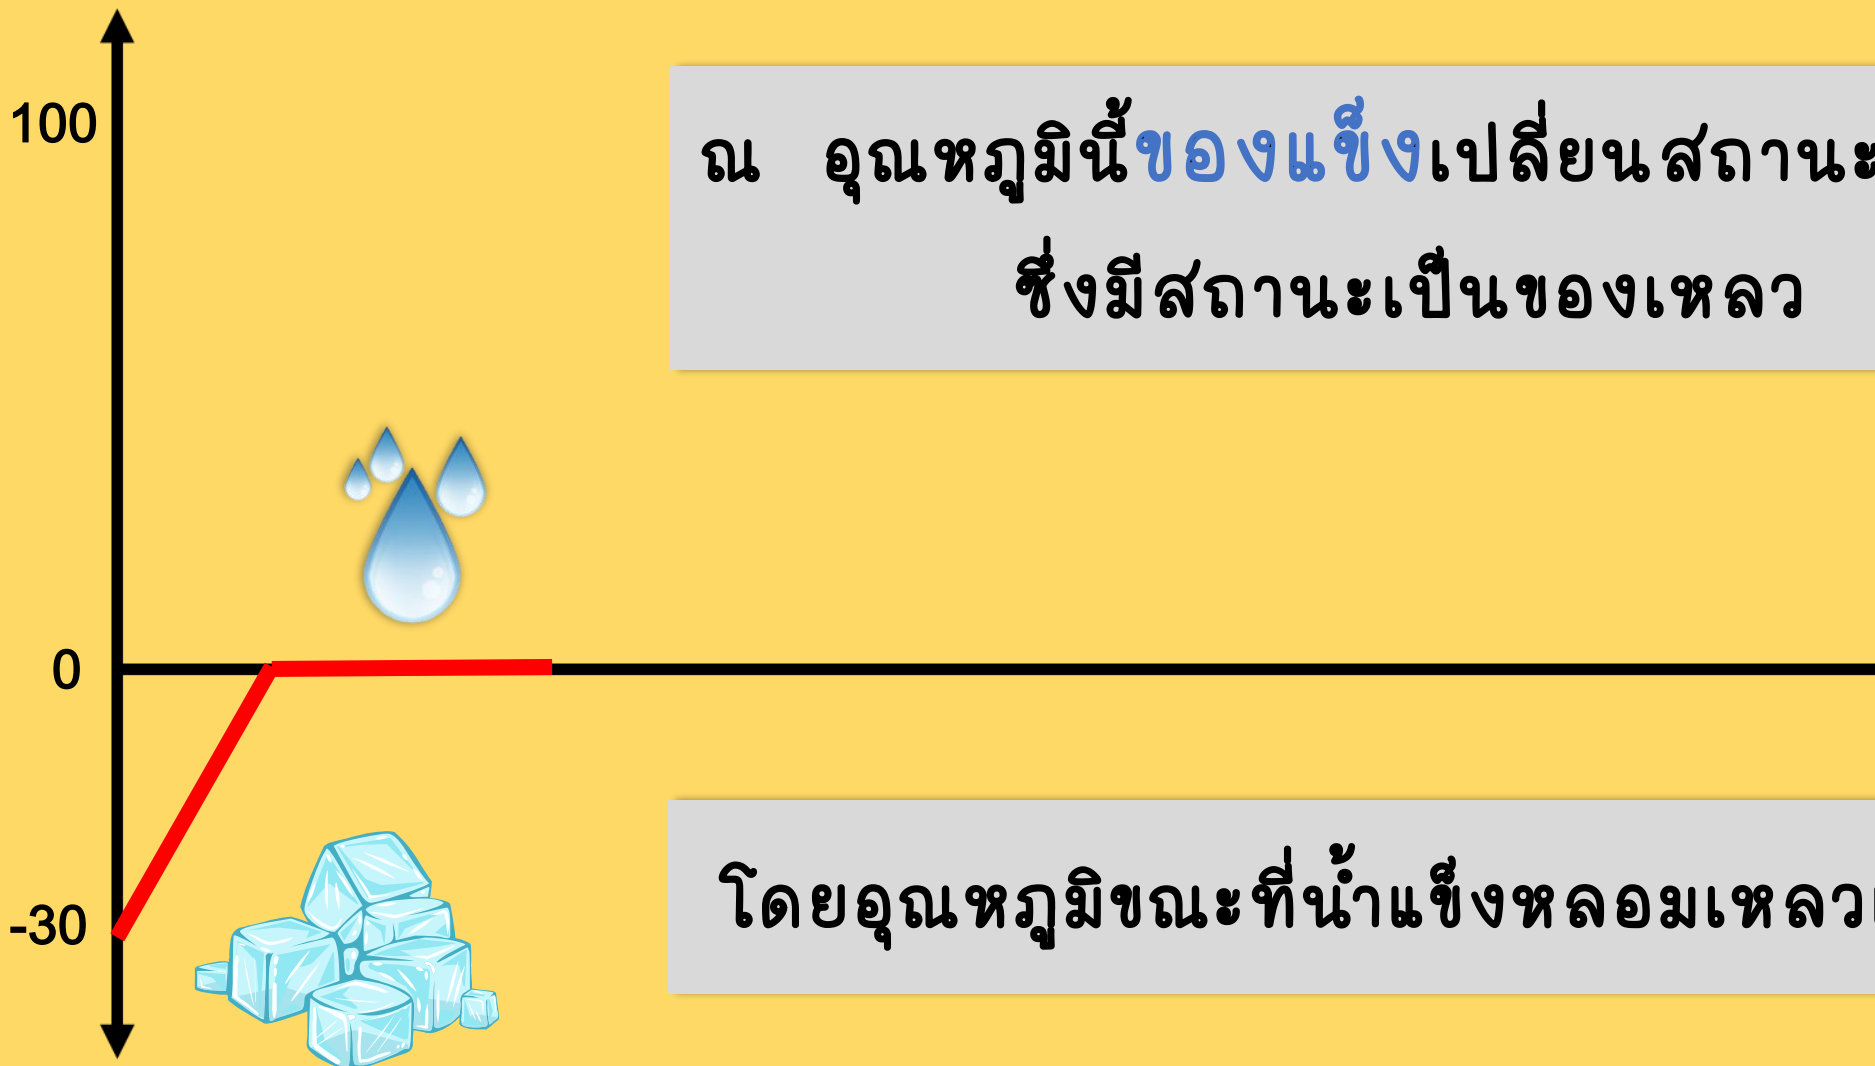 100
ณ อุณหภูมินี้ของแข็งเปลี่ยนสถานะ
ซึ่งมีสถานะเป็นของเหลว
0
-30
โดยอุณหภูมิขณะที่น้ำแข็งหลอมเหลว